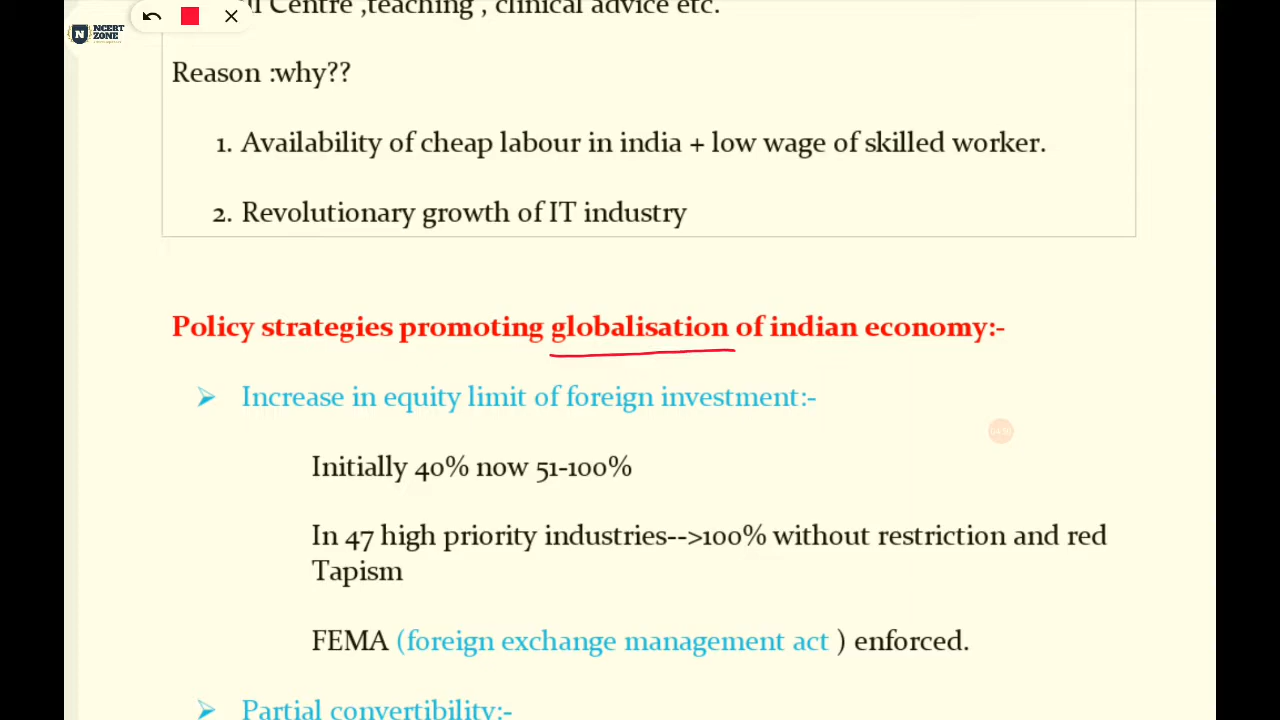 Centre ,teaching , clinical advice etc.
NCERT
ZONE
Reason :why??
1. Availability of cheap labour in india + low wage of skilled worker.
2. Revolutionary growth of IT industry
Policy strategies promoting globalisation of indian economy:-
➢ Increase in equity limit of foreign investment:-
Initially 40% now 51-100%
In 47 high priority industries-->100% without restriction and red
Tapism
FEMA (foreign exchange management act ) enforced.
➢ Partial convertibility:-